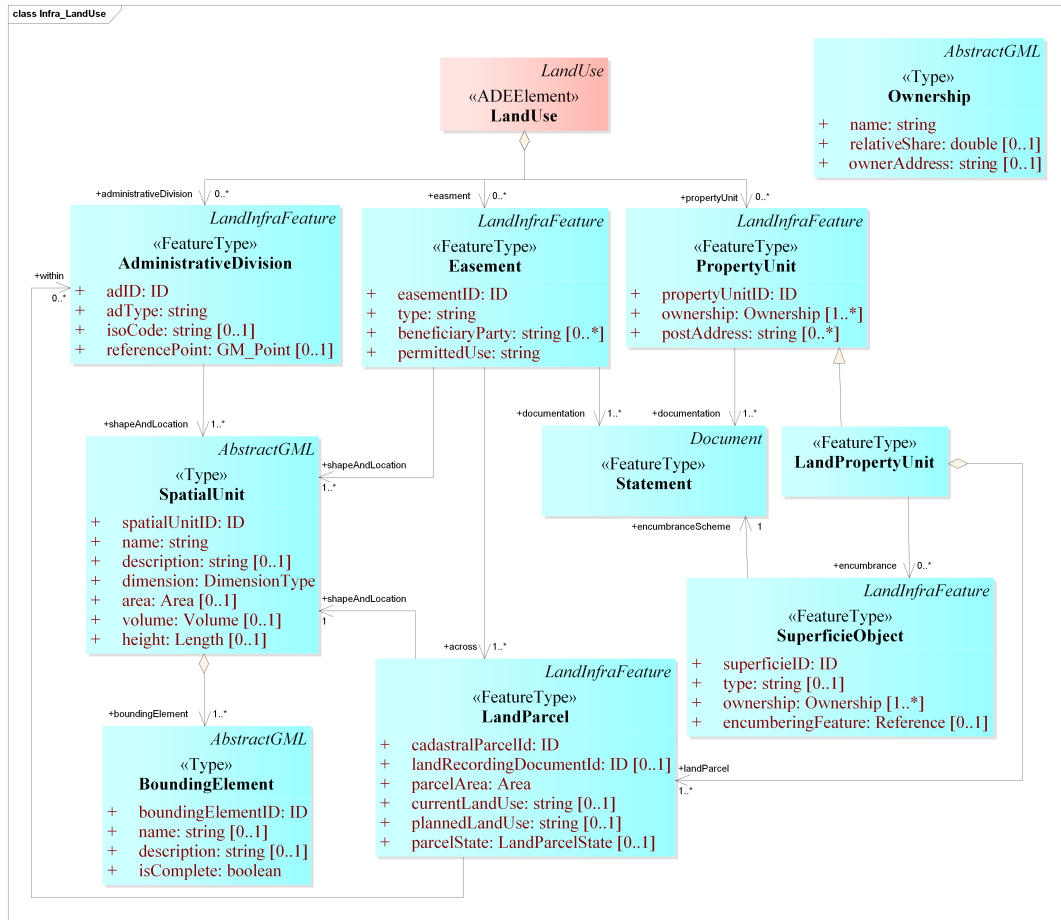 class Infra_LandUse
LandUse
«ADEElement»
LandUse
AbstractGML
«Type»
Ownership
+ name: string
+ relativeShare: double [0..1]
+ ownerAddress: string [0..1]
+administrativeDivision 0..*
+easment 0..*
+propertyUnit 0..*
LandInfraFeature
«FeatureType»
AdministrativeDivision
+ adID: ID
+ adType: string
+ isoCode: string [0..1]
+ referencePoint: GM_Point [0..1]
LandInfraFeature
«FeatureType»
Easement
+ easementID: ID
+ type: string
+ beneficiaryParty: string [0..*]
+ permittedUse: string
LandInfraFeature
«FeatureType»
PropertyUnit
+ propertyUnitID: ID
+ ownership: Ownership [1..*]
+ postAddress: string [0..*]
+within
0..*
+shapeAndLocation 1..*
+documentation 1..*
+documentation 1..*
AbstractGML
«Type»
SpatialUnit
+ spatialUnitID: ID
+ name: string
+ description: string [0..1]
+ dimension: DimensionType
+ area: Area [0..1]
+ volume: Volume [0..1]
+ height: Length [0..1]
+shapeAndLocation
1..*
Document
«FeatureType»
Statement
«FeatureType»
LandPropertyUnit
+encumbranceScheme 1
+encumbrance 0..*
+shapeAndLocation
1
LandInfraFeature
«FeatureType»
SuperficieObject
+ superficieID: ID
+ type: string [0..1]
+ ownership: Ownership [1..*]
+ encumberingFeature: Reference [0..1]
+across 1..*
+boundingElement 1..*
LandInfraFeature
«FeatureType»
LandParcel
+ cadastralParcelId: ID
+ landRecordingDocumentId: ID [0..1]
+ parcelArea: Area
+ currentLandUse: string [0..1]
+ plannedLandUse: string [0..1]
+ parcelState: LandParcelState [0..1]
+landParcel
1..*
AbstractGML
«Type»
BoundingElement
+ boundingElementID: ID
+ name: string [0..1]
+ description: string [0..1]
+ isComplete: boolean